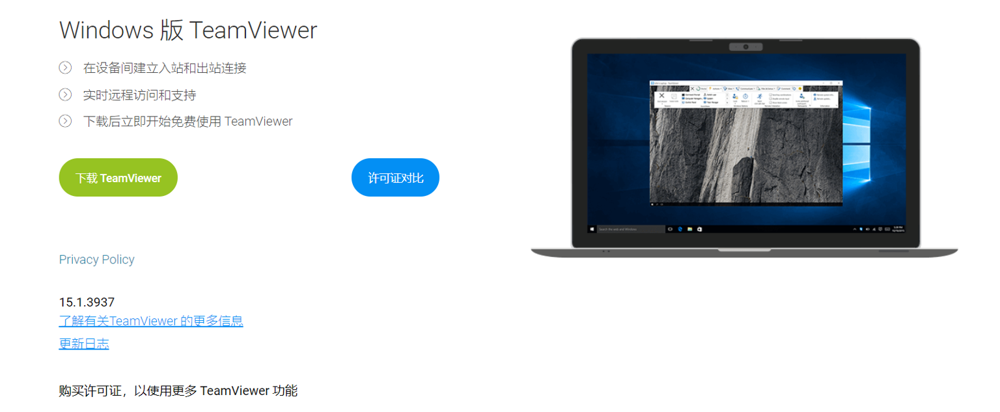 Windows 版 TeamViewer
在设备间建立入站和出站连接
实时远程访问和支持
下载后立即开始免费使用 TeamViewer
下载 TeamViewer
许可证对比
Privacy Policy
15.1.3937
了解有关TeamViewer 的更多信息
更新日志
购买许可证，以使用更多 TeamViewer 功能